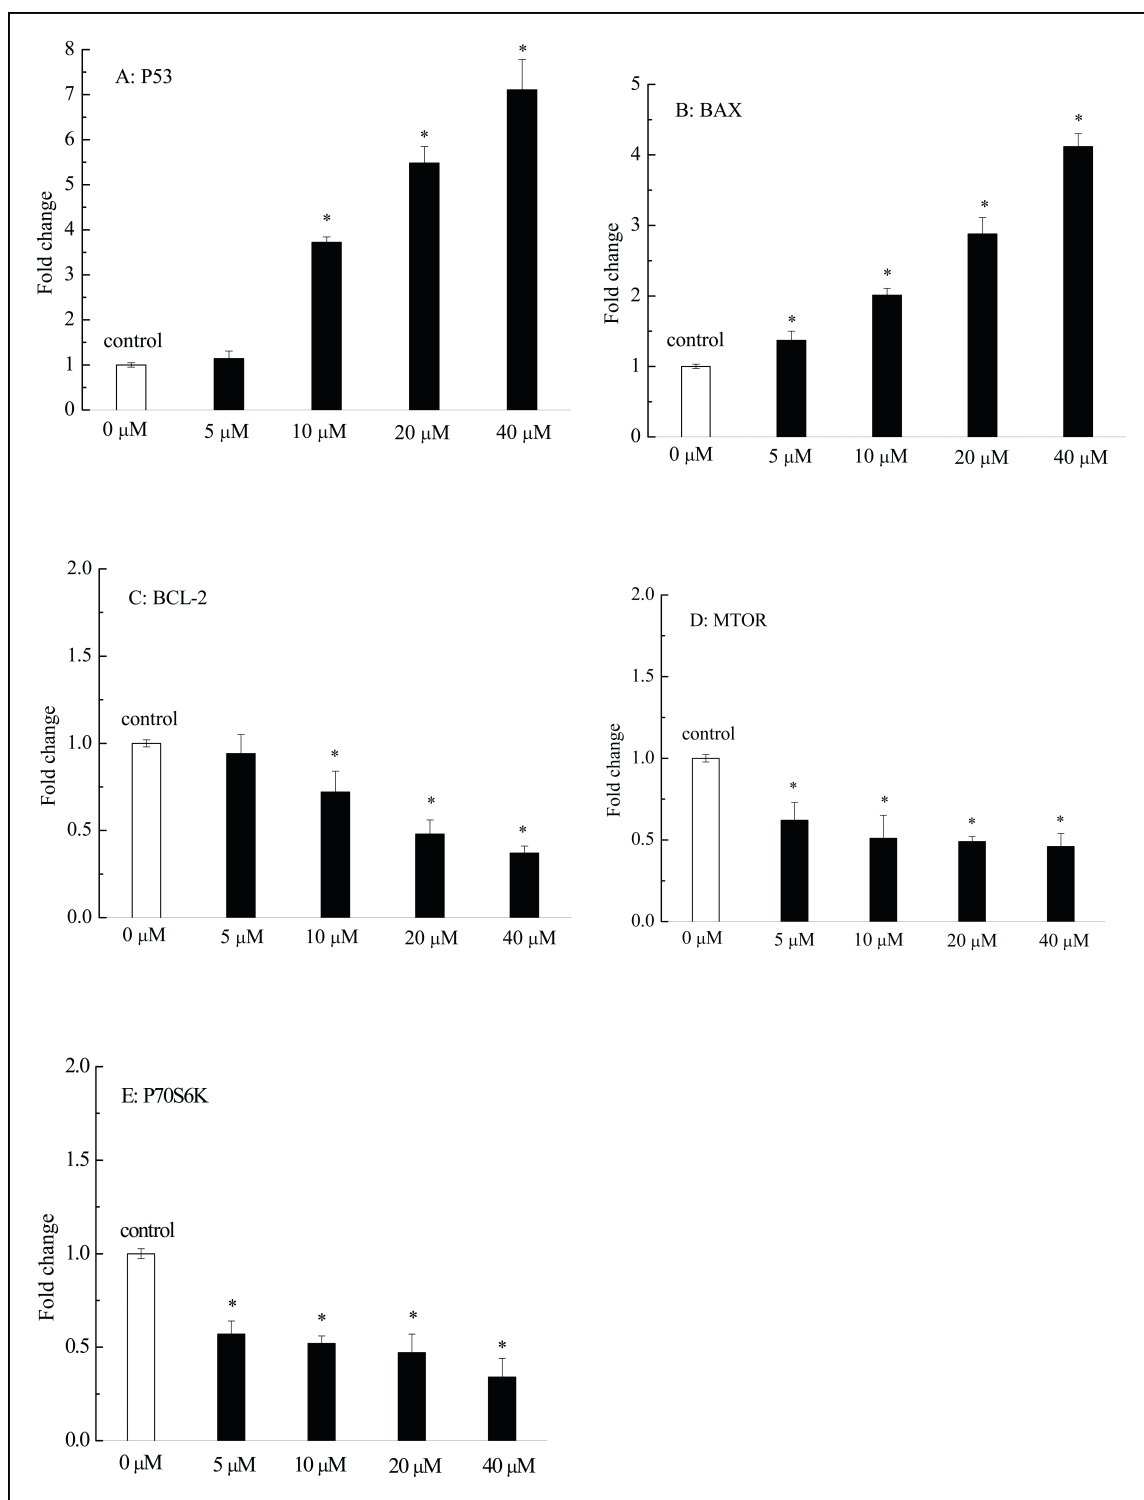 A: P53
Fold change
8
7
6
5
4
3
2
1
0
control
*
*
*
0 μM
5 μM
10 μM
20 μM
40 μM
B: BAX
Fold change
5
4
3
2
1
0
control
*
*
*
*
0 μM
5 μM
10 μM
20 μM
40 μM
C: BCL-2
Fold change
2.0
1.5
1.0
0.5
0.0
control
*
*
*
0 μM
5 μM
10 μM
20 μM
40 μM
D: MTOR
Fold change
2.0
1.5
1.0
0.5
0.0
control
*
*
*
*
0 μM
5 μM
10 μM
20 μM
40 μM
E: P70S6K
Fold change
2.0
1.5
1.0
0.5
0.0
control
*
*
*
*
0 μM
5 μM
10 μM
20 μM
40 μM